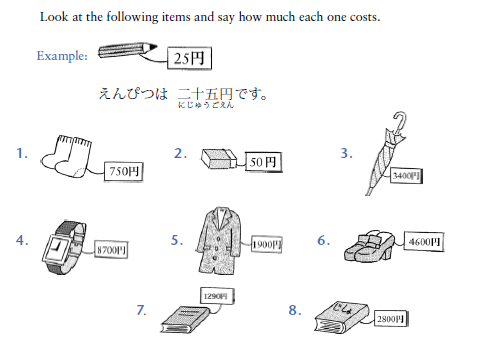 Look at the following items and say how much each one costs.
Example:
25円
えんぴつは 二十五円です。
にじゅうごえん
1.
750円
2.
50円
3.
3400円
4.
8700円
5.
1900円
6.
4600円
7.
1290円
8.
じしょ
2800円